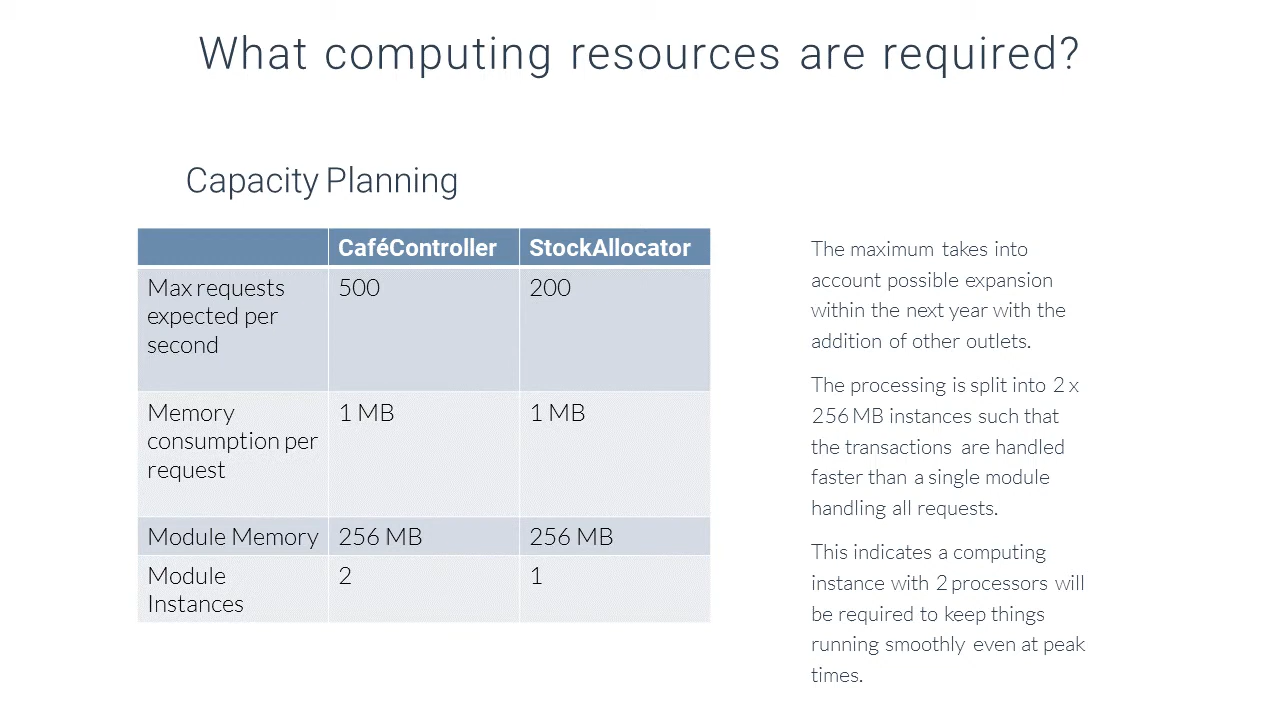 What computing resources are required?
Capacity Planning
CaféController StockAllocator
Max requests expected per second 500 200
Memory consumption per request 1 MB 1 MB
Module Memory 256 MB 256 MB
Module Instances 2 1
The maximum takes into
account possible expansion
within the next year with the
addition of other outlets.
The processing is split into 2 x
256 MB instances such that
the transactions are handled
faster than a single module
handling all requests.
This indicates a computing
instance with 2 processors will
be required to keep things
running smoothly even at peak
times.